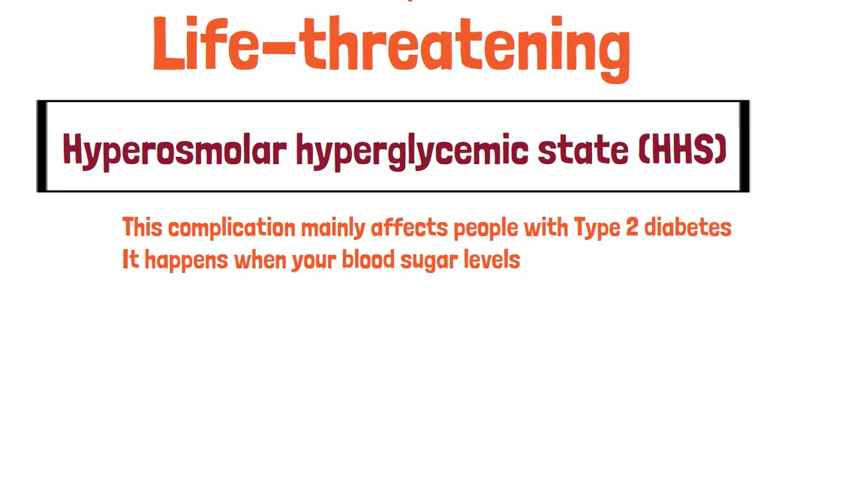 Life-threatening
Hyperosmolar hyperglycemic state (HHS)
This complication mainly affects people with Type 2 diabetes
It happens when your blood sugar levels